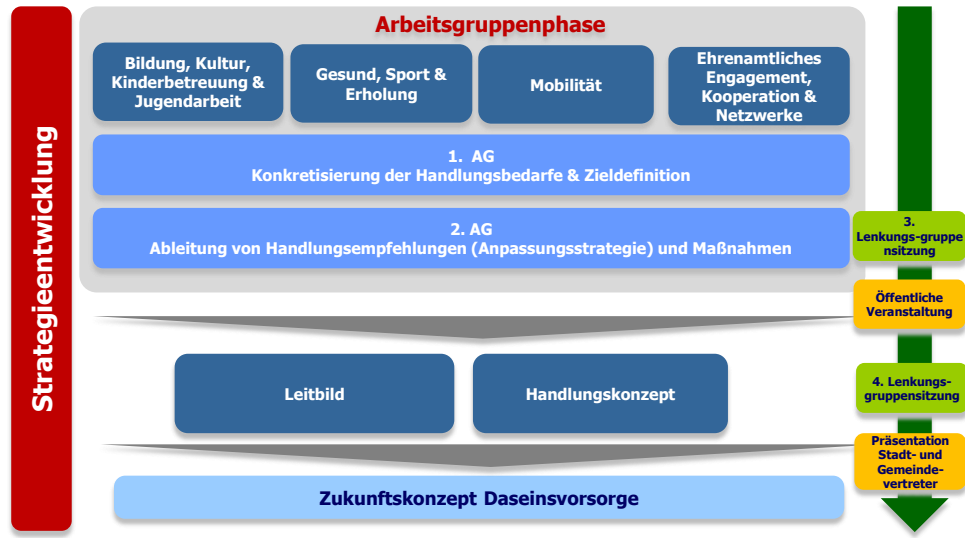 Strategieentwicklung
Arbeitsgruppenphase
Bildung, Kultur,
Kinderbetreuung &
Jugendarbeit
Gesund, Sport &
Erholung
Mobilität
Ehrenamtliches
Engagement,
Kooperation &
Netzwerke
1. AG
Konkretisierung der Handlungsbedarfe & Zieldefinition
2. AG
Ableitung von Handlungsempfehlungen (Anpassungsstrategie) und Maßnahmen
3.
Lenkungs-gruppe
nsitzung
Öffentliche
Veranstaltung
Leitbild
Handlungskonzept
4. Lenkungs-
gruppensitzung
Präsentation
Stadt- und
Gemeinde-
vertreter
Zukunftskonzept Daseinsvorsorge